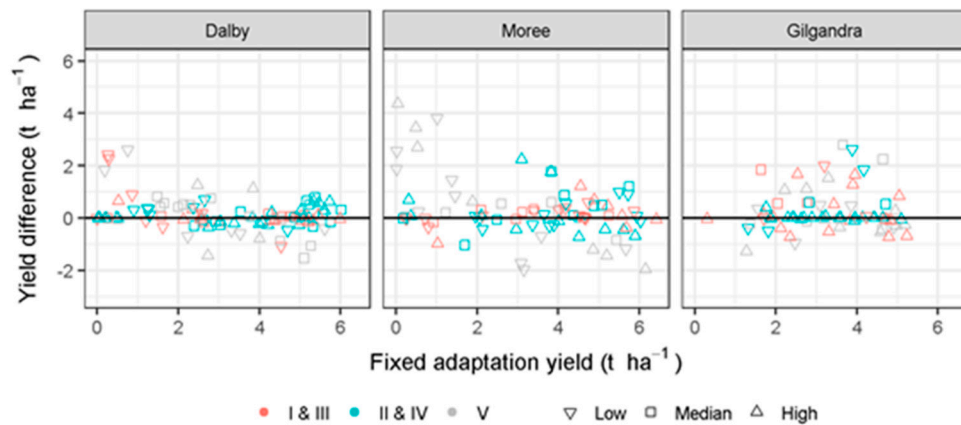 Dalby Moree Gilgandra
Yield difference (t ha⁻¹)
6
4
2
0
-2
0 2 4 6 0 2 4 6 0 2 4 6
Fixed adaptation yield (t ha⁻¹)
I & III II & IV V Low Median High